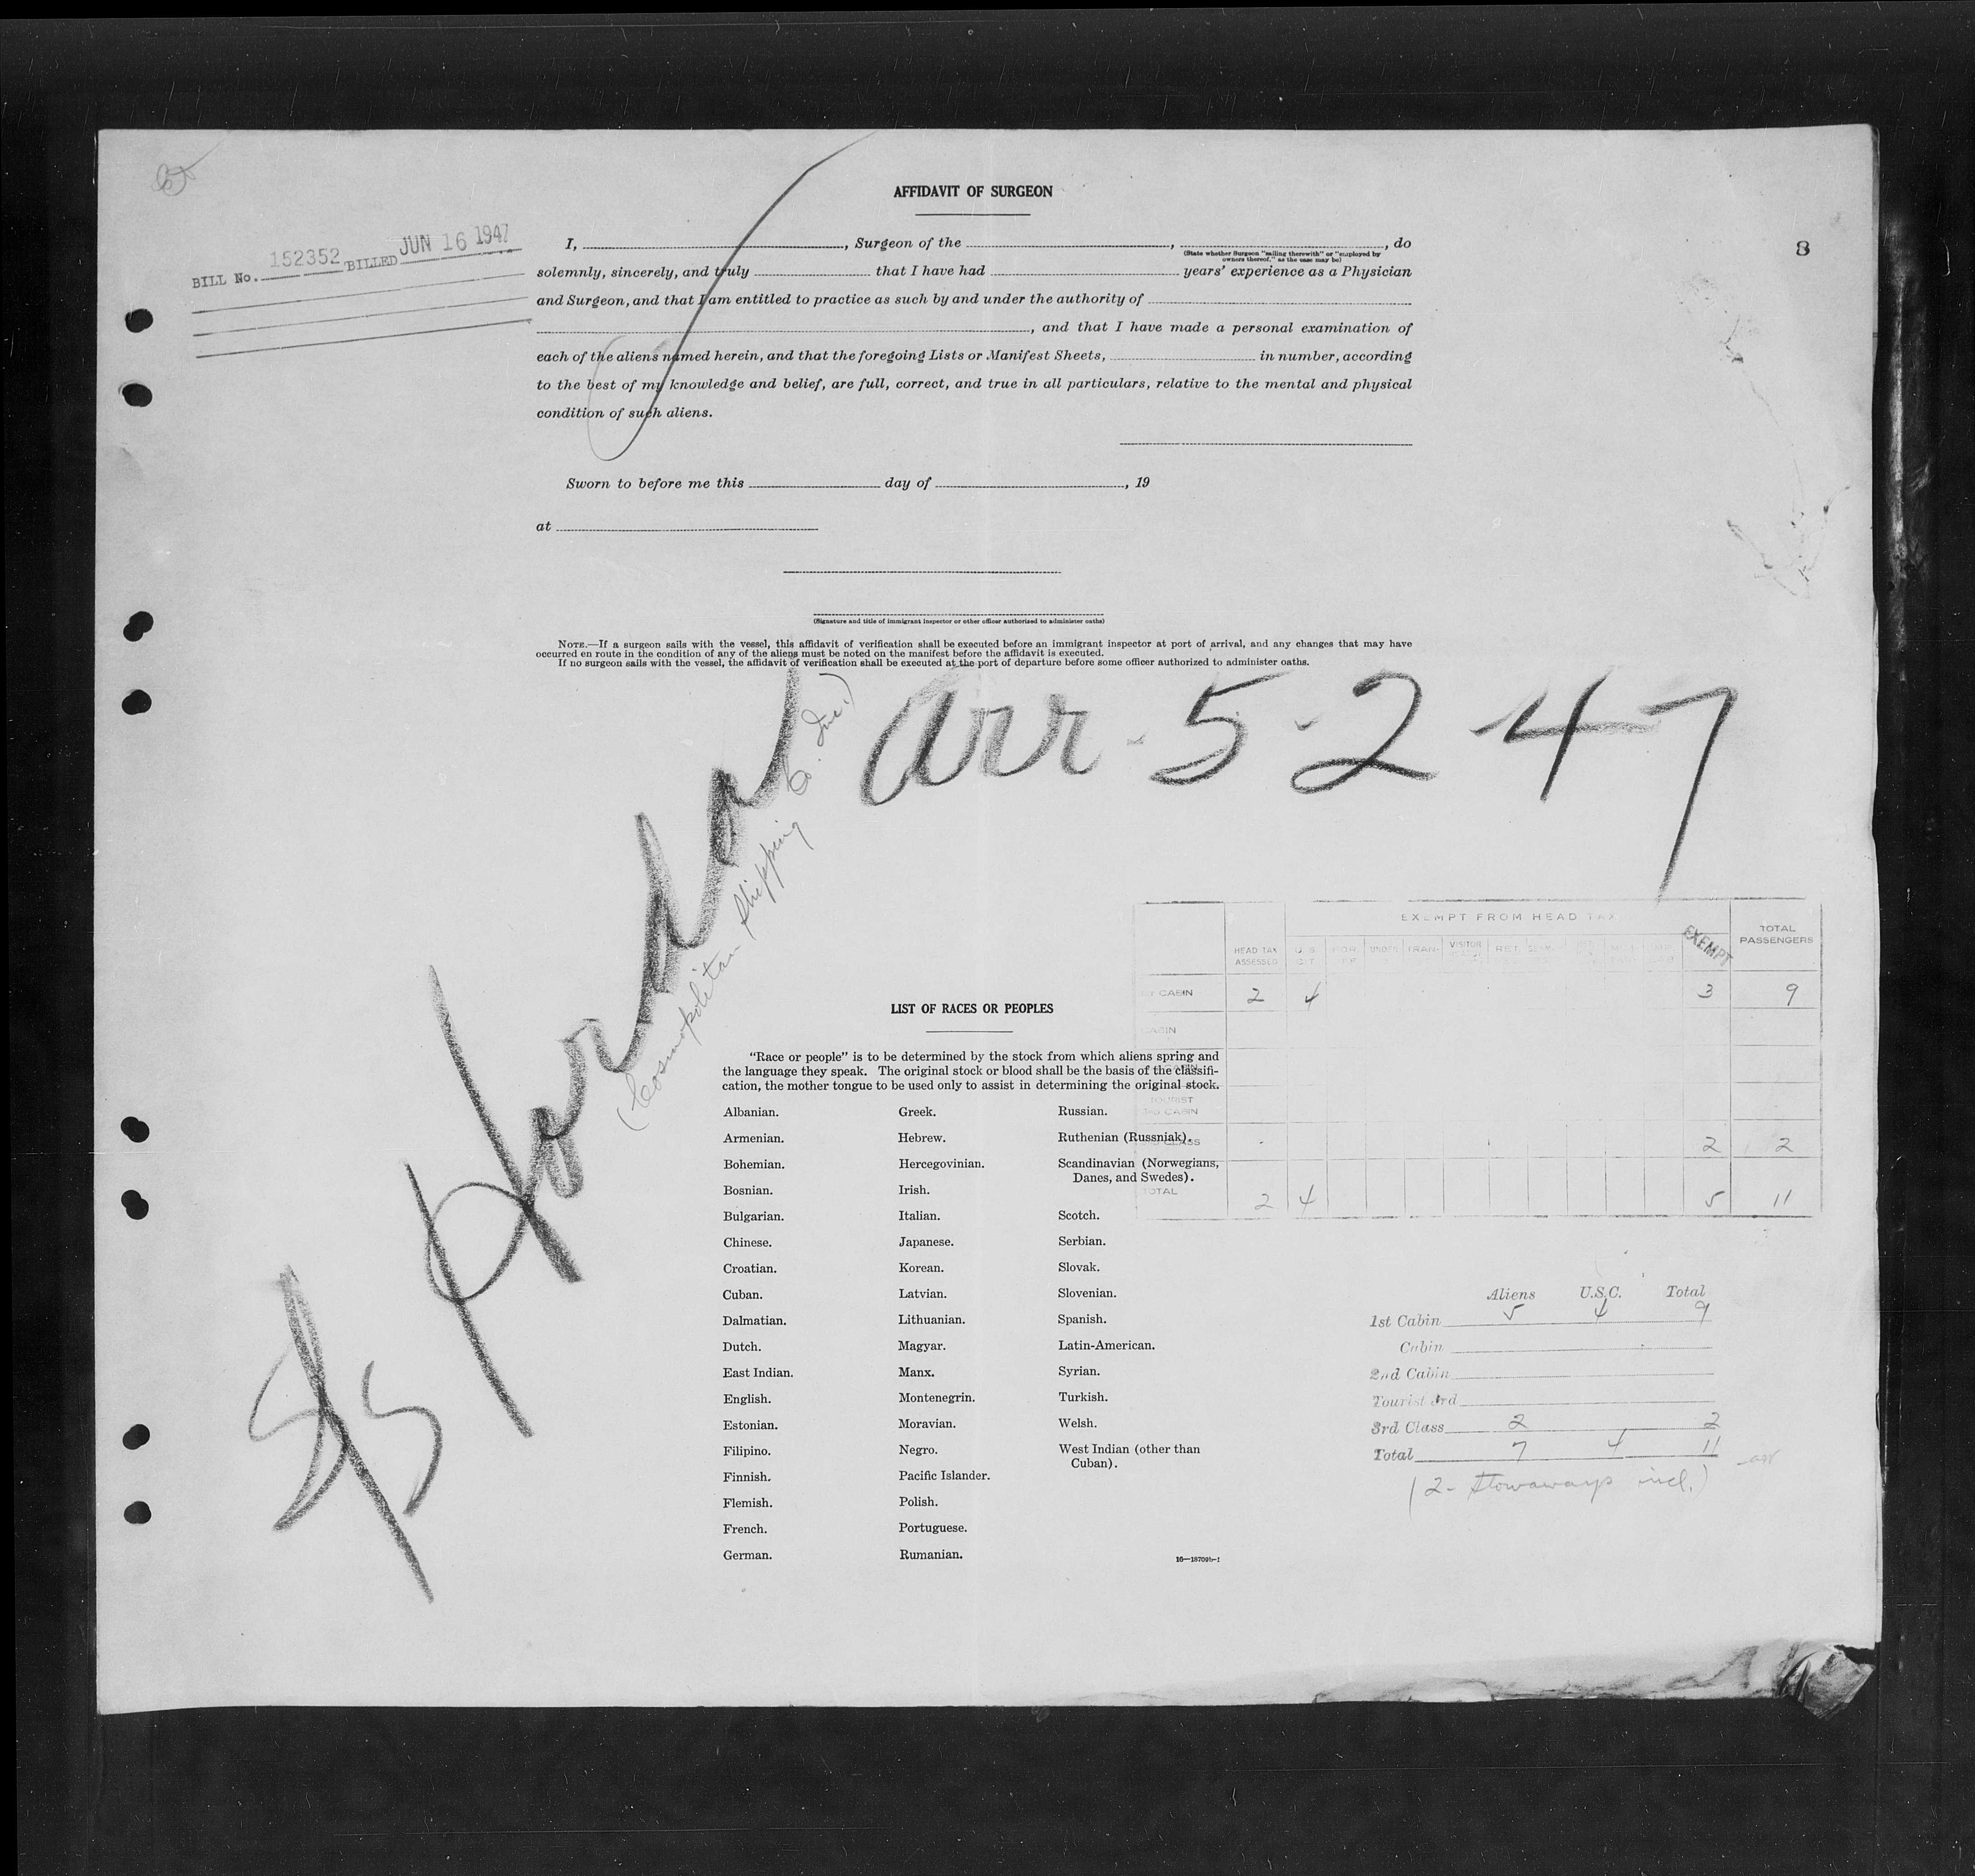 AFFIDAVIT OF SURGEON
8
BILL No. 152352 BILLED JUN 16 1947
I, , Surgeon of the , , do
(State whether Surgeon "sailing therewith" or "employed by
owners thereof," as the case may be)
solemnly, sincerely, and truly that I have had years' experience as a Physician
and Surgeon, and that I am entitled to practice as such by and under the authority of
, and that I have made a personal examination of
each of the aliens named herein, and that the foregoing Lists or Manifest Sheets, in number, according
to the best of my knowledge and belief, are full, correct, and true in all particulars, relative to the mental and physical
condition of such aliens.
Sworn to before me this day of , 19
at
(Signature and title of immigrant inspector or other officer authorized to administer oaths)
NOTE.—If a surgeon sails with the vessel, this affidavit of verification shall be executed before an immigrant inspector at port of arrival, and any changes that may have
occurred en route in the condition of any of the aliens must be noted on the manifest before the affidavit is executed.
If no surgeon sails with the vessel, the affidavit of verification shall be executed at the port of departure before some officer authorized to administer oaths.
arr - 5 - 2 - 47
SS Hordal
(Cosmopolitan Shipping Co. Inc.)
EXEMPT FROM HEAD TAX
HEAD TAX ASSESSED
U.S. CIT.
UNDER
TRAN-
VISITOR
RET.
EXEMPT
TOTAL PASSENGERS
CABIN 2 4 3 9
CABIN
TOURIST
3RD CABIN
CLASS 2 2
TOTAL 2 4 5 11
LIST OF RACES OR PEOPLES
"Race or people" is to be determined by the stock from which aliens spring and
the language they speak. The original stock or blood shall be the basis of the classifi-
cation, the mother tongue to be used only to assist in determining the original stock.
Albanian. Greek. Russian.
Armenian. Hebrew. Ruthenian (Russniak).
Bohemian. Hercegovinian. Scandinavian (Norwegians,
Danes, and Swedes).
Bosnian. Irish.
Bulgarian. Italian. Scotch.
Chinese. Japanese. Serbian.
Croatian. Korean. Slovak.
Cuban. Latvian. Slovenian.
Dalmatian. Lithuanian. Spanish.
Dutch. Magyar. Latin-American.
East Indian. Manx. Syrian.
English. Montenegrin. Turkish.
Estonian. Moravian. Welsh.
Filipino. Negro. West Indian (other than
Cuban).
Finnish. Pacific Islander.
Flemish. Polish.
French. Portuguese.
German. Rumanian.
16—18709b-1
Aliens U.S.C. Total
1st Cabin 5 4 9
Cabin
2nd Cabin
Tourist 3rd
3rd Class 2 2
Total 7 4 11
(2 - Stowaways incl.)